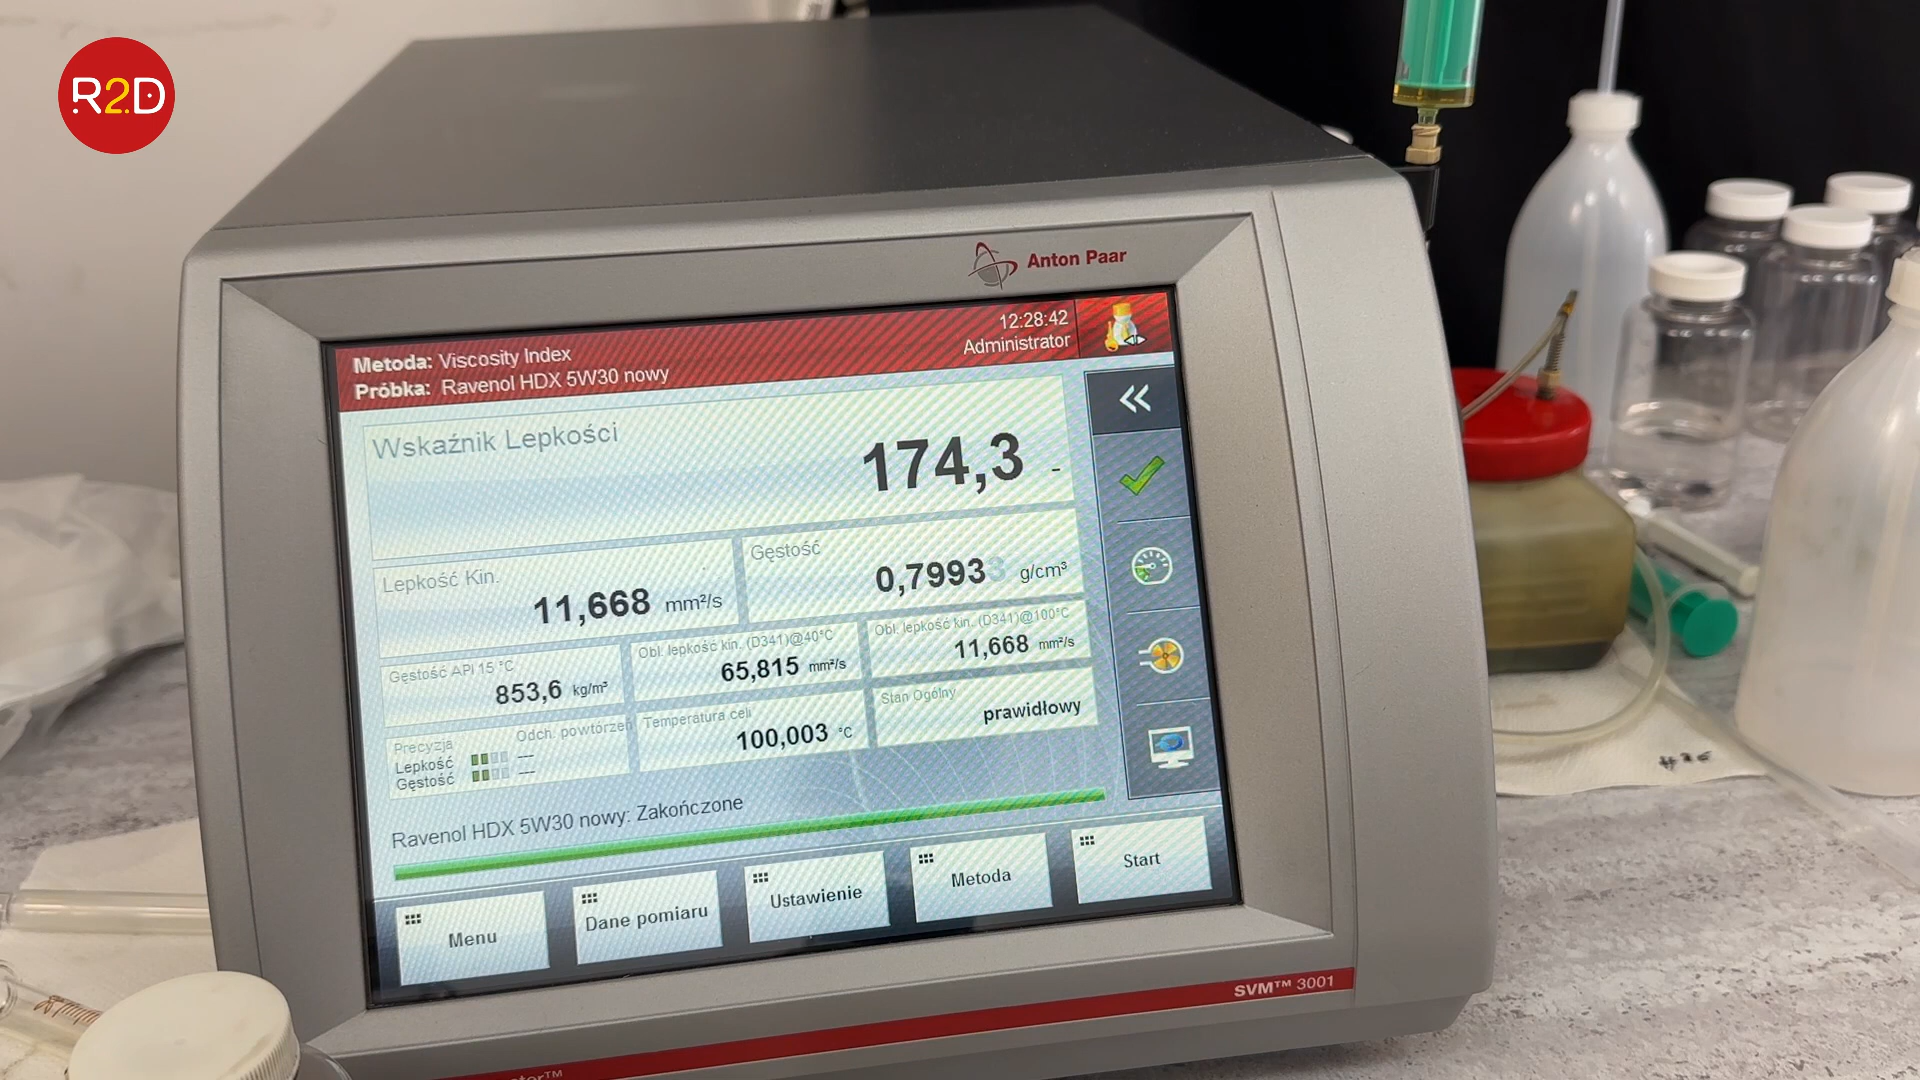 R2D
Anton Paar
Metoda: Viscosity Index
12:28:42
Próbka: Ravenol HDX 5W30 nowy
Administrator
Wskaźnik Lepkości
174,3 -
Lepkość Kin.
11,668 mm²/s
Gęstość
0,79933 g/cm³
Gęstość API 15 °C
853,6 kg/m³
Obl. lepkość kin. (D341)@40°C
65,815 mm²/s
Obl. lepkość kin. (D341)@100°C
11,668 mm²/s
Precyzja
Odch. powtórzeń
Lepkość ---
Gęstość ---
Temperatura celi
100,003 °C
Stan Ogólny
prawidłowy
Ravenol HDX 5W30 nowy: Zakończone
Menu
Dane pomiaru
Ustawienie
Metoda
Start
SVM™ 3001